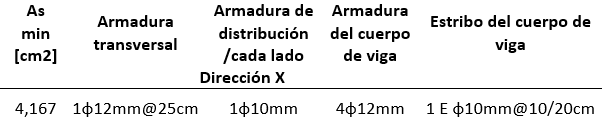 As min [cm2] Armadura transversal Armadura de distribución /cada lado Armadura del cuerpo de viga Estribo del cuerpo de viga
Dirección X
4,167 1ϕ12mm@25cm 1ϕ10mm 4ϕ12mm 1 E ϕ10mm@10/20cm